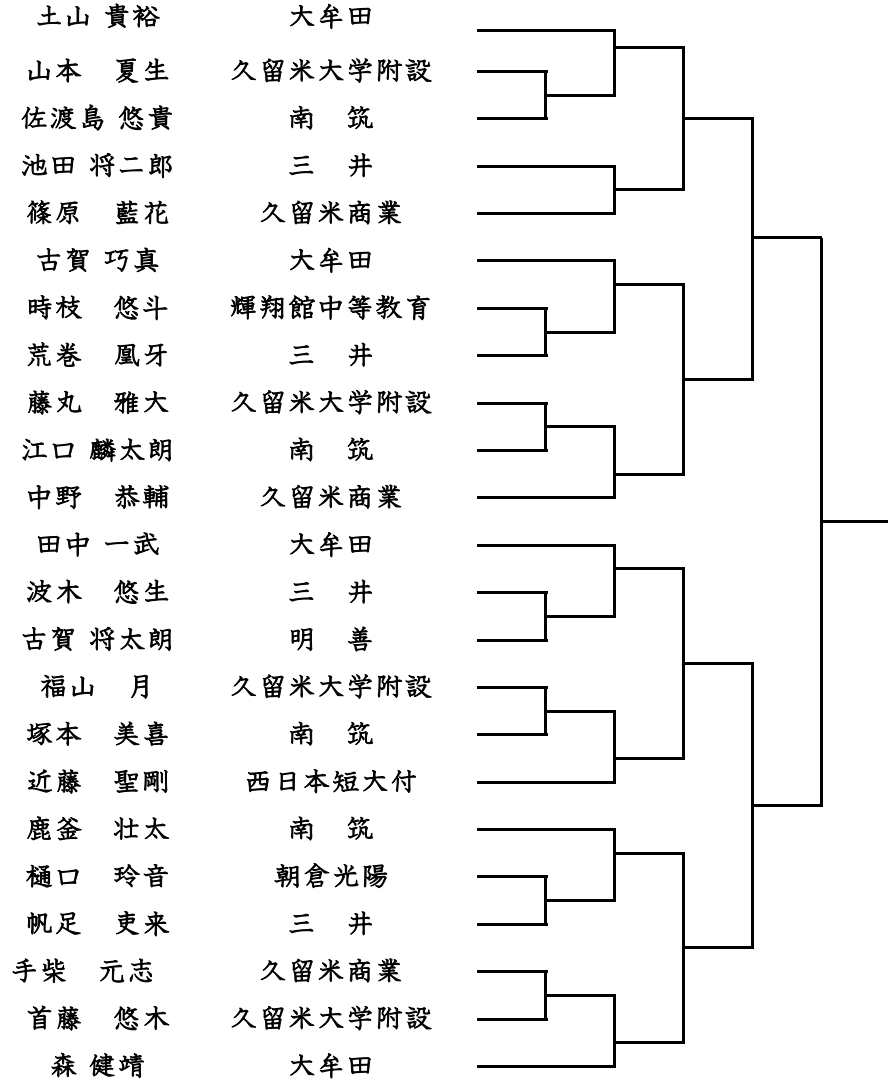 土山 貴裕 大牟田
山本 夏生 久留米大学附設
佐渡島 悠貴 南 筑
池田 将二郎 三 井
篠原 藍花 久留米商業
古賀 巧真 大牟田
時枝 悠斗 輝翔館中等教育
荒巻 凰牙 三 井
藤丸 雅大 久留米大学附設
江口 麟太朗 南 筑
中野 恭輔 久留米商業
田中 一武 大牟田
波木 悠生 三 井
古賀 将太朗 明 善
福山 月 久留米大学附設
塚本 美喜 南 筑
近藤 聖剛 西日本短大付
鹿釜 壮太 南 筑
樋口 玲音 朝倉光陽
帆足 吏来 三 井
手柴 元志 久留米商業
首藤 悠木 久留米大学附設
森 健靖 大牟田